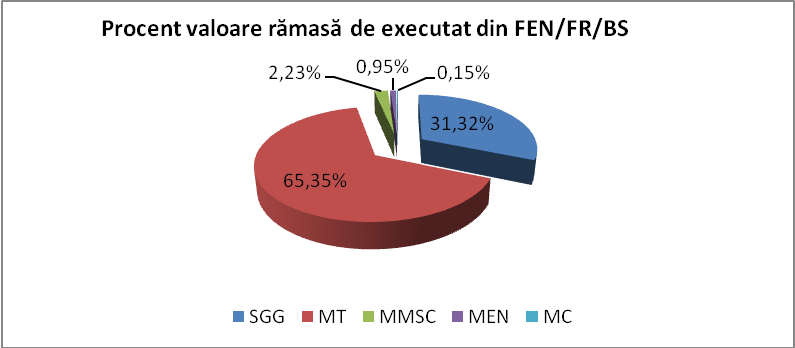 Procent valoare rămasă de executat din FEN/FR/BS
2,23%
0,95%
0,15%
31,32%
65,35%
SGG MT MMSC MEN MC